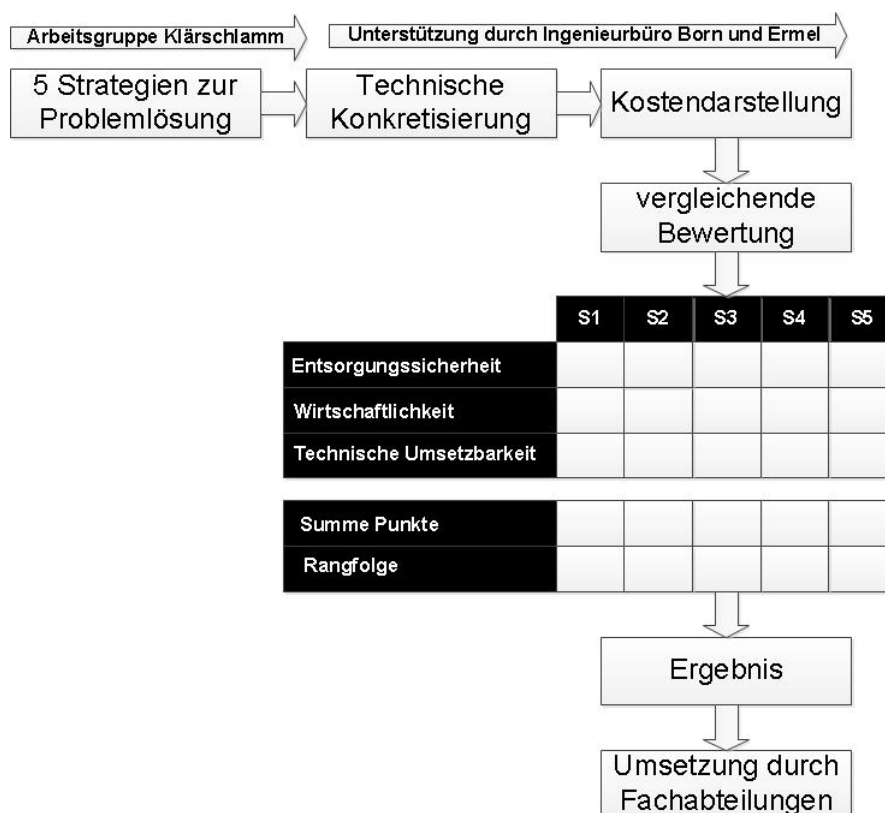 Arbeitsgruppe Klärschlamm
Unterstützung durch Ingenieurbüro Born und Ermel
5 Strategien zur
Problemlösung
Technische
Konkretisierung
Kostendarstellung
vergleichende
Bewertung
S1 S2 S3 S4 S5
Entsorgungssicherheit
Wirtschaftlichkeit
Technische Umsetzbarkeit
Summe Punkte
Rangfolge
Ergebnis
Umsetzung durch
Fachabteilungen